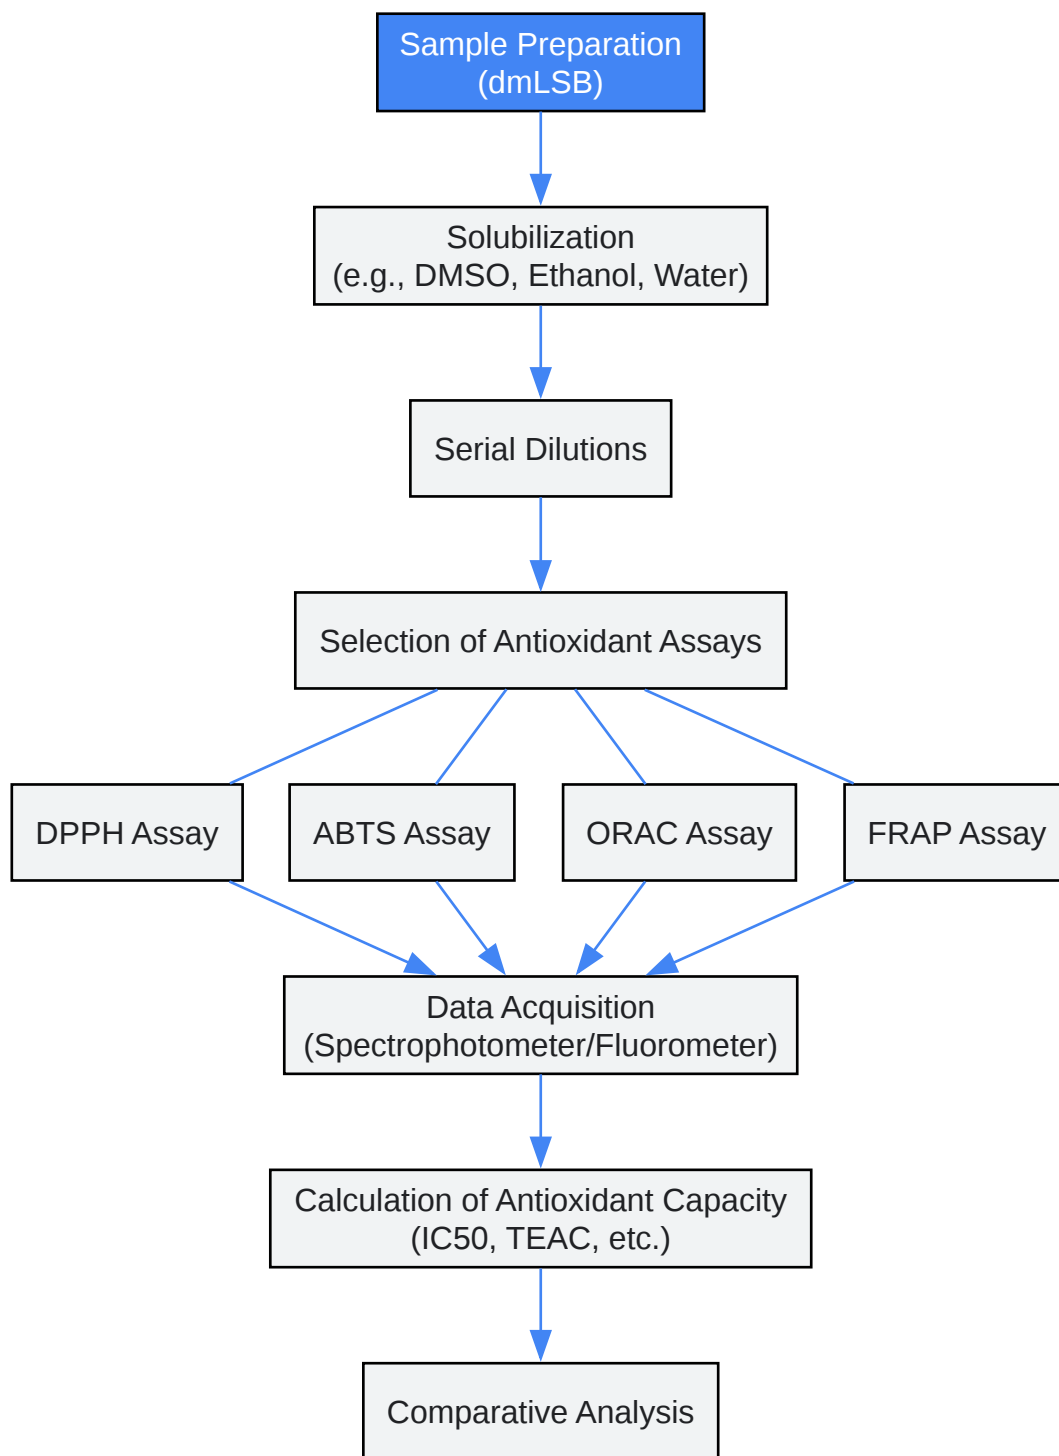 Sample Preparation
(dmLSB)
Solubilization
(e.g., DMSO, Ethanol, Water)
Serial Dilutions
Selection of Antioxidant Assays
DPPH Assay
ABTS Assay
ORAC Assay
FRAP Assay
Data Acquisition
(Spectrophotometer/Fluorometer)
Calculation of Antioxidant Capacity
(IC50, TEAC, etc.)
Comparative Analysis